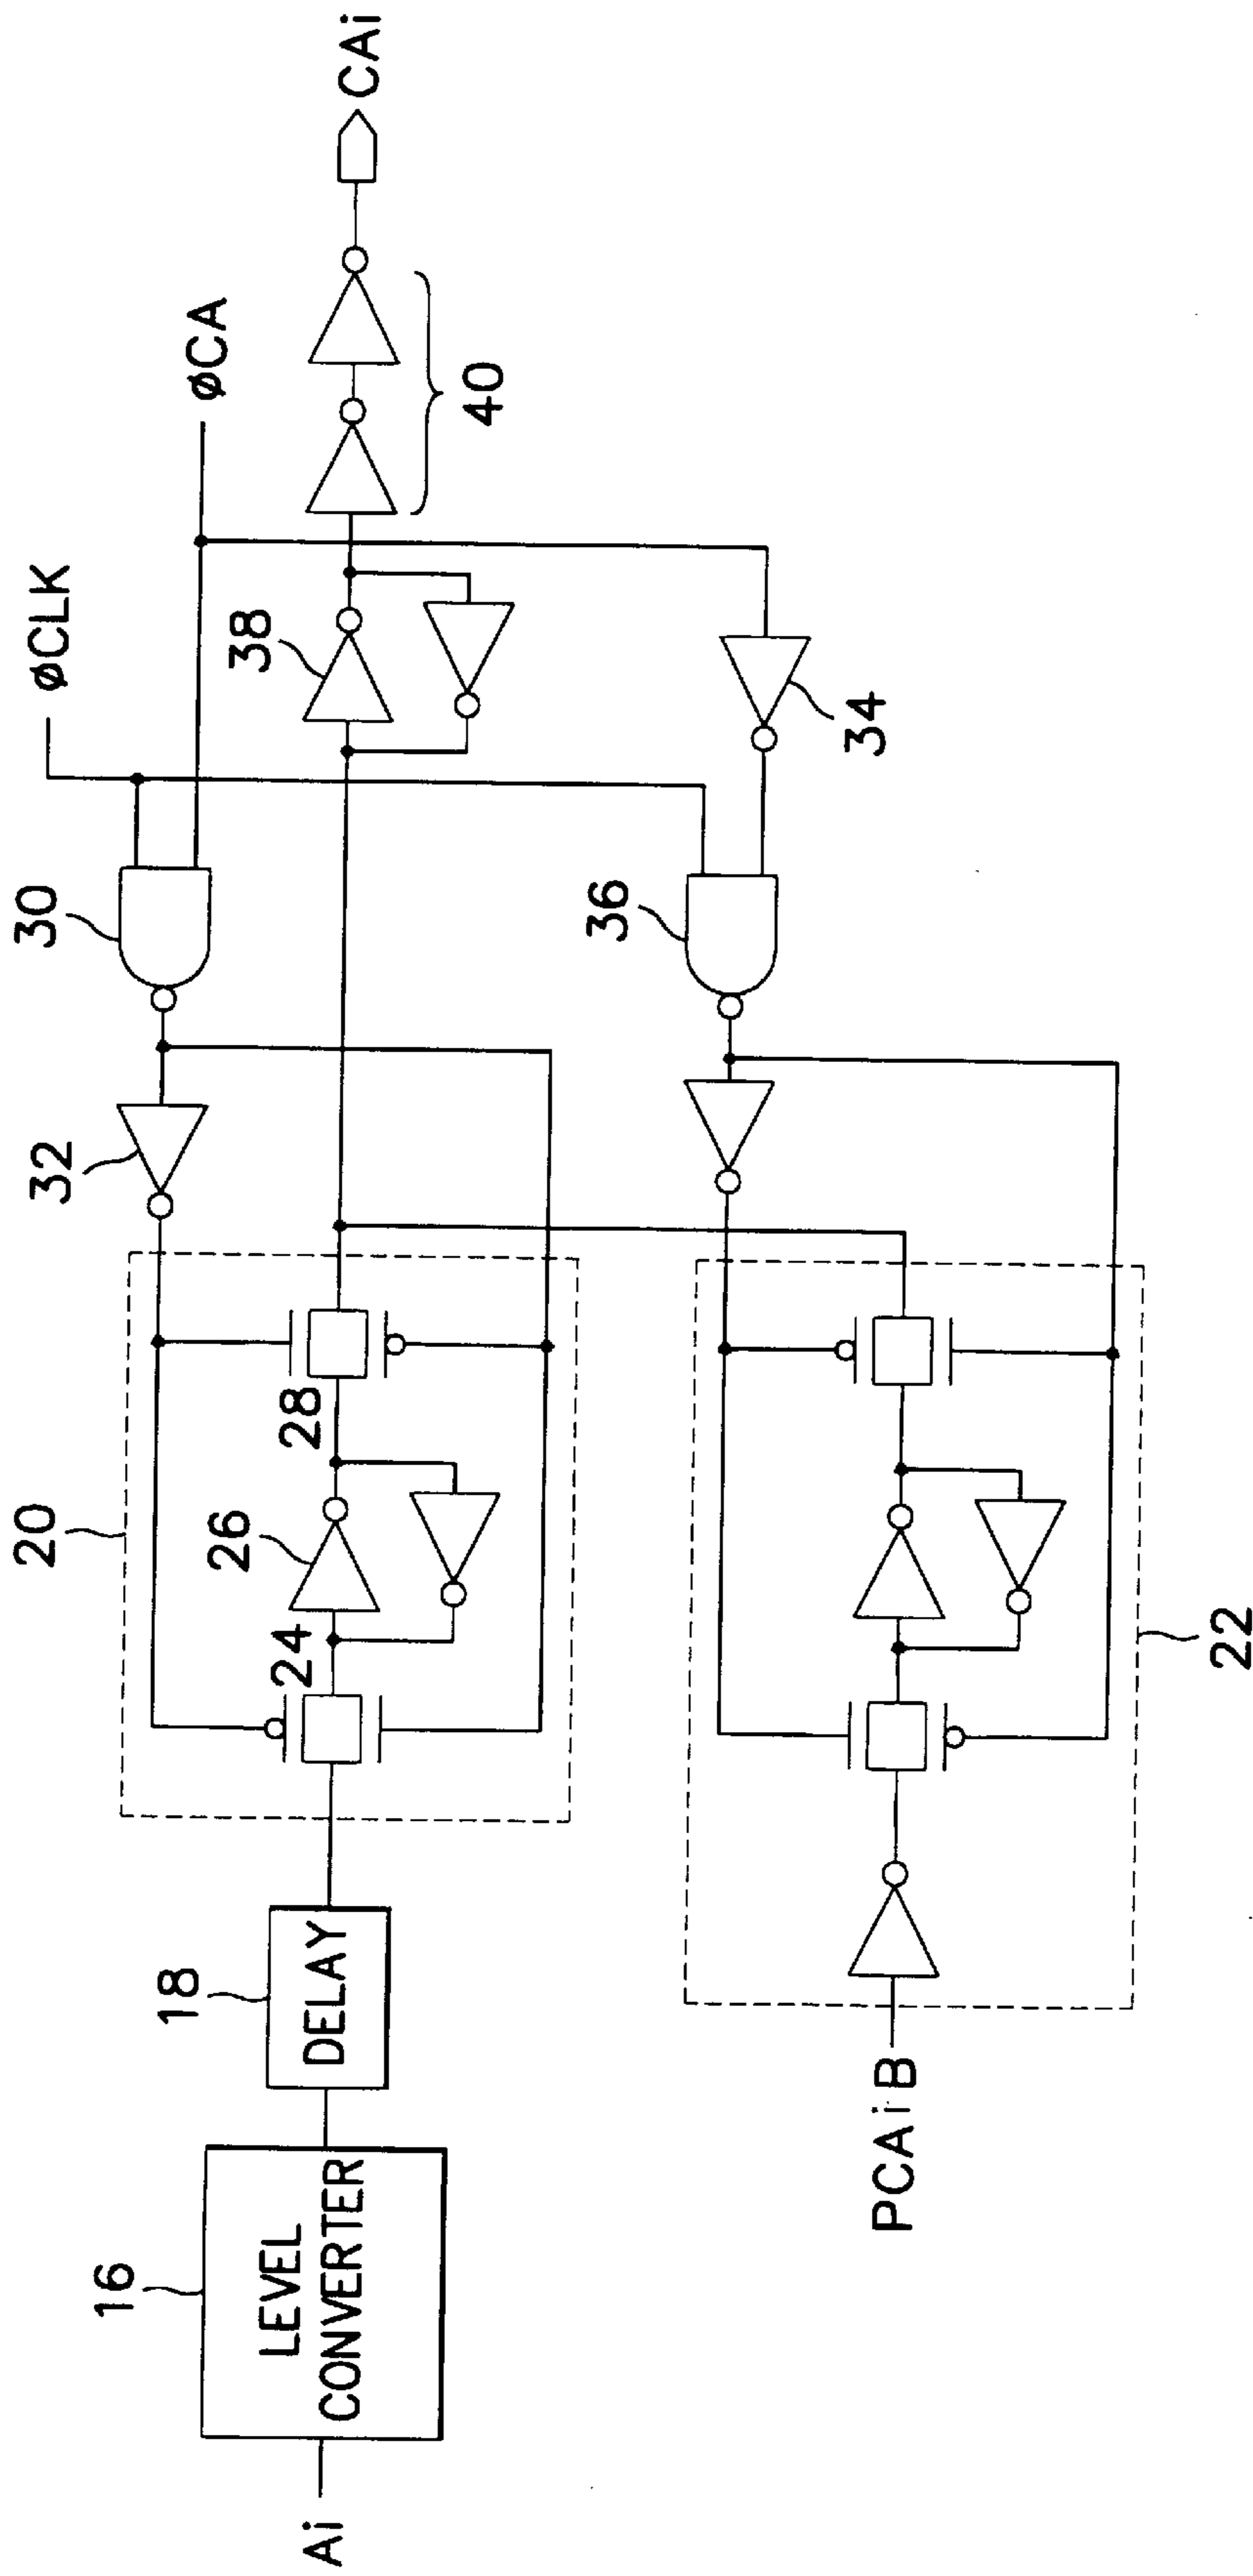 Ai
16
LEVEL
CONVERTER
18
DELAY
20
24
26
28
32
30
øCLK
øCA
38
40
CAi
PCAiB
22
36
34